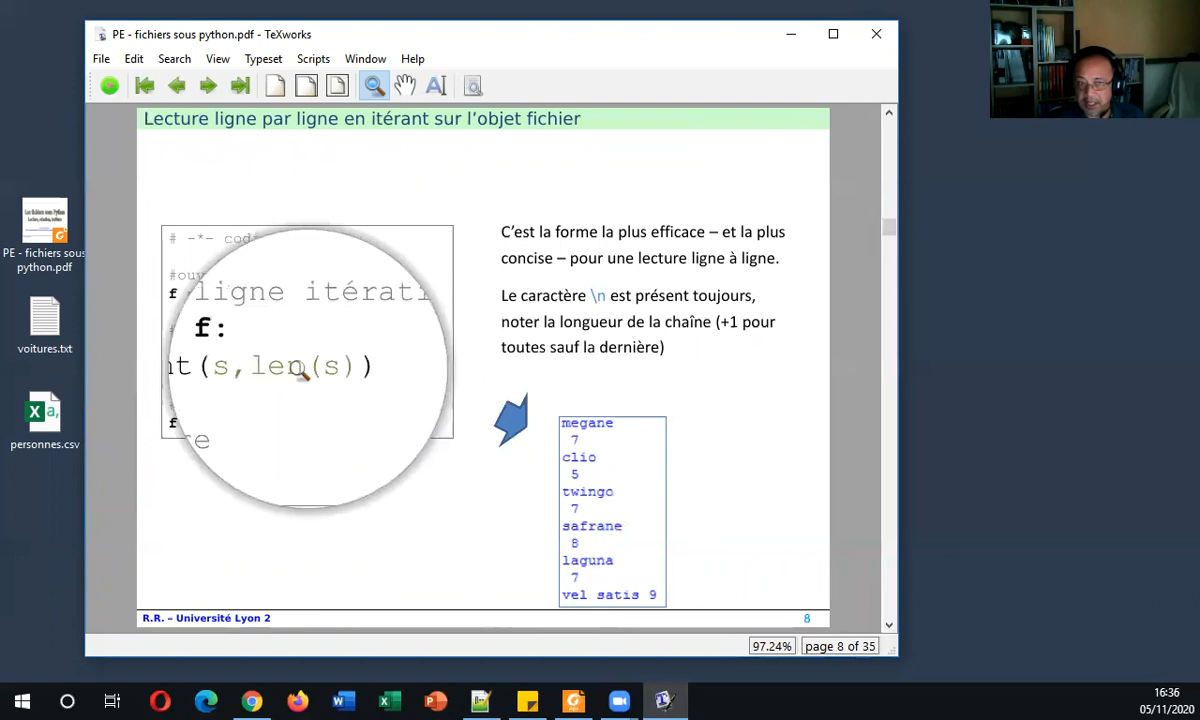 PE - fichiers sous python.pdf - TeXworks
File Edit Search View Typeset Scripts Window Help
Lecture ligne par ligne en itérant sur l'objet fichier
# -*- codi
#ouv
f
ligne itérati
f:
nt(s,len(s))
f
re
C'est la forme la plus efficace – et la plus
concise – pour une lecture ligne à ligne.
Le caractère \n est présent toujours,
noter la longueur de la chaîne (+1 pour
toutes sauf la dernière)
megane
7
clio
5
twingo
7
safrane
8
laguna
7
vel satis 9
R.R. – Université Lyon 2
8
97.24%
page 8 of 35
PE - fichiers sous
python.pdf
voitures.txt
personnes.csv
16:36
05/11/2020